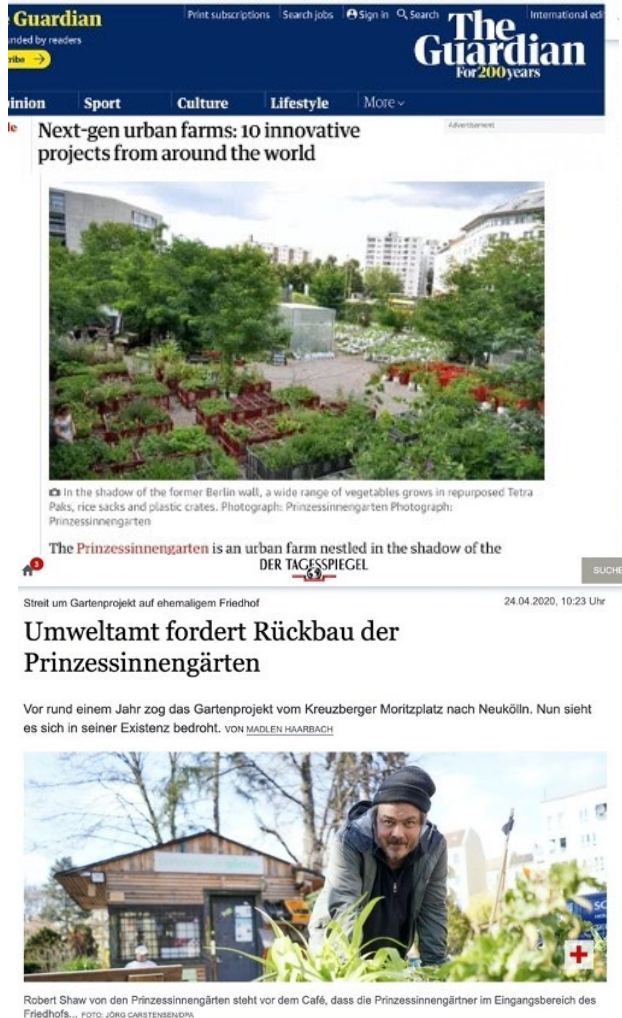 Guardian
Print subscriptions
Search jobs
Sign in
Search
International edi
nded by readers
ribe →
The Guardian
For 200 years
inion
Sport
Culture
Lifestyle
More
Next-gen urban farms: 10 innovative
projects from around the world
Advertisement
In the shadow of the former Berlin wall, a wide range of vegetables grows in repurposed Tetra
Paks, rice sacks and plastic crates. Photograph: Prinzessinnengarten Photograph:
Prinzessinnengarten
The Prinzessinnengarten is an urban farm nestled in the shadow of the
3
DER TAGESSPIEGEL
SUCHE
Streit um Gartenprojekt auf ehemaligem Friedhof
24.04.2020, 10:23 Uhr
Umweltamt fordert Rückbau der
Prinzessinnengärten
Vor rund einem Jahr zog das Gartenprojekt vom Kreuzberger Moritzplatz nach Neukölln. Nun sieht
es sich in seiner Existenz bedroht. VON MADLEN HAARBACH
Robert Shaw von den Prinzessinnengärten steht vor dem Café, dass die Prinzessinnengärtner im Eingangsbereich des
Friedhofs... FOTO: JÖRG CARSTENSEN/DPA